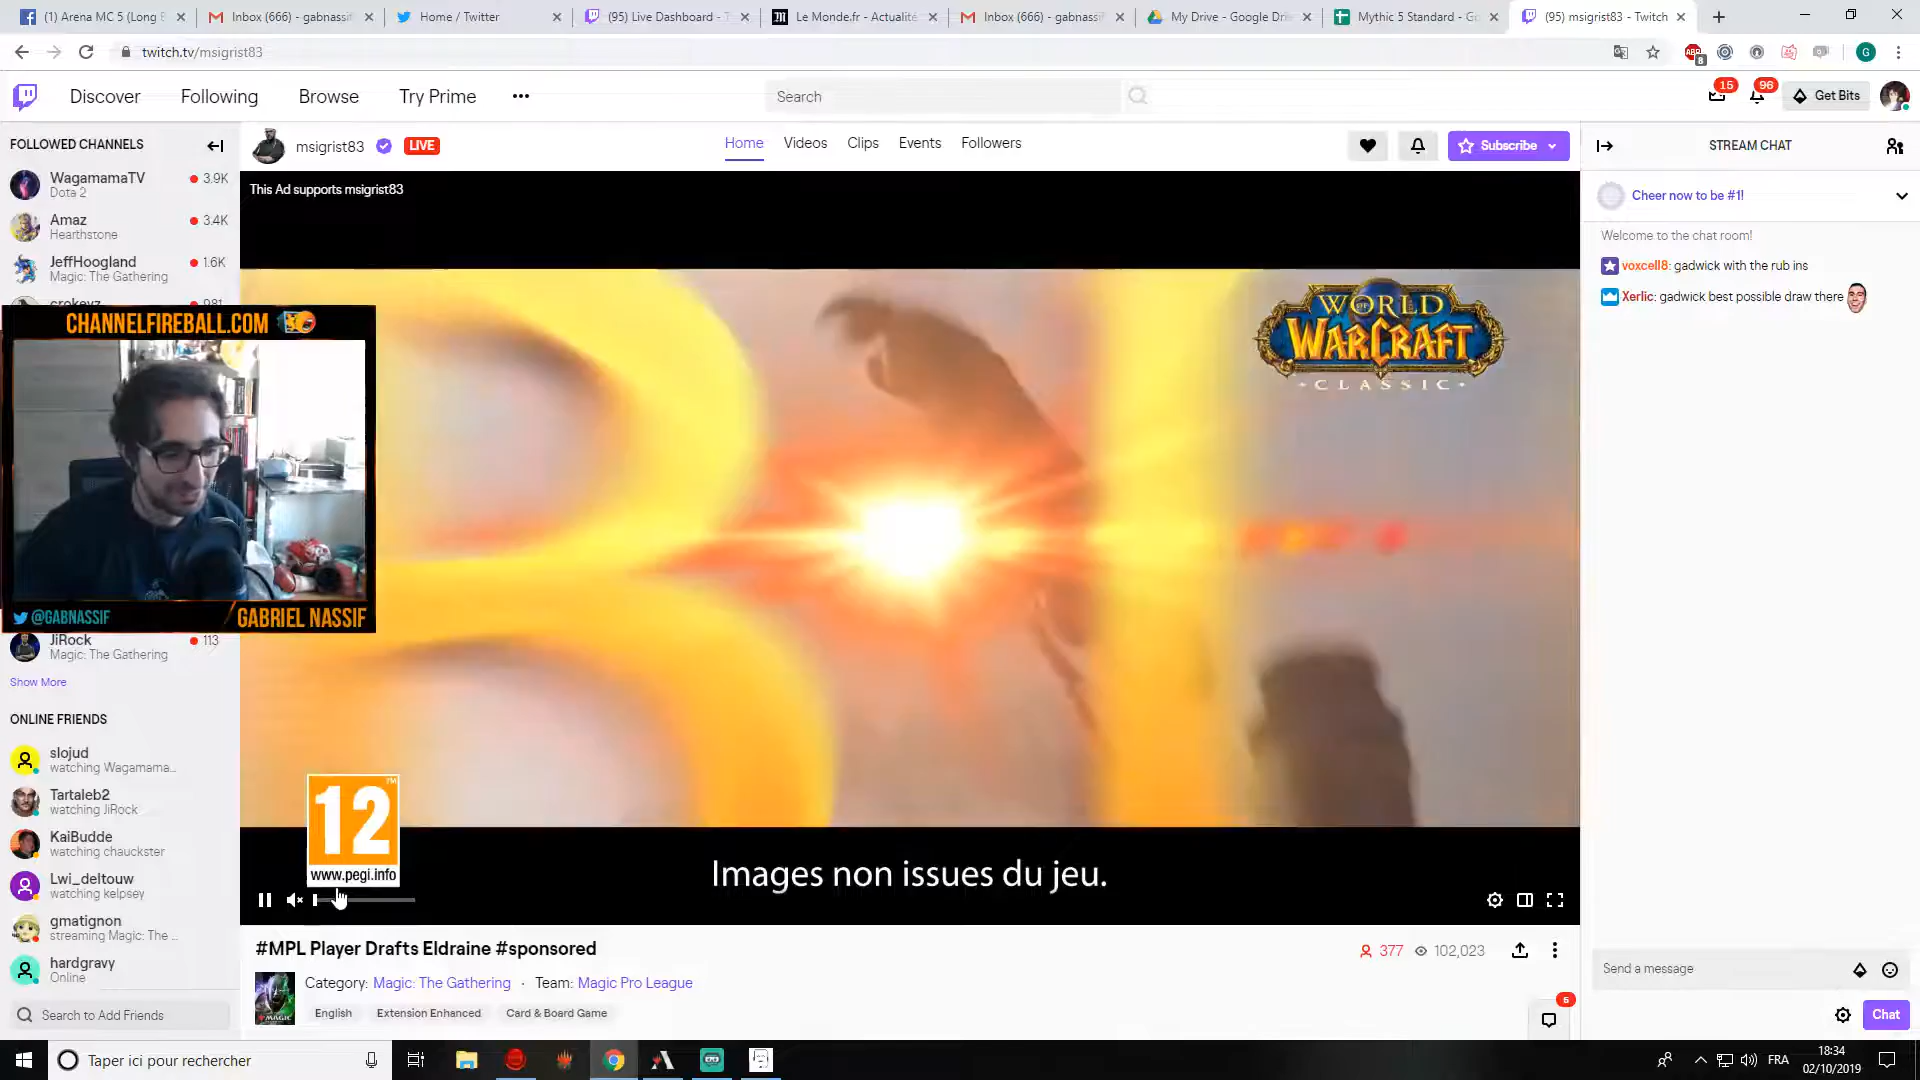 (1) Arena MC 5 (Long B
Inbox (666) - gabnassif
Home / Twitter
(95) Live Dashboard - T
Le Monde.fr - Actualité
Inbox (666) - gabnassif
My Drive - Google Dri
Mythic 5 Standard - Go
(95) msigrist83 - Twitch
twitch.tv/msigrist83
8
G
Discover
Following
Browse
Try Prime
Search
15
96
Get Bits
FOLLOWED CHANNELS
msigrist83
LIVE
Home
Videos
Clips
Events
Followers
Subscribe
STREAM CHAT
WagamamaTV
3.9K
Dota 2
Amaz
3.4K
Hearthstone
JeffHoogland
1.6K
Magic: The Gathering
crokeyz
981
This Ad supports msigrist83
Cheer now to be #1!
Welcome to the chat room!
voxcell8: gadwick with the rub ins
Xerlic: gadwick best possible draw there
WORLD
OF
WARCRAFT
CLASSIC
CHANNELFIREBALL.COM
@GABNASSIF
GABRIEL NASSIF
JiRock
113
Magic: The Gathering
Show More
ONLINE FRIENDS
slojud
watching Wagamama...
Tartaleb2
watching JiRock
KaiBudde
watching chauckster
Lwi_deltouw
watching kelpsey
gmatignon
streaming Magic: The ...
hardgravy
Online
Search to Add Friends
12
www.pegi.info
Images non issues du jeu.
#MPL Player Drafts Eldraine #sponsored
377
102,023
Category: Magic: The Gathering · Team: Magic Pro League
English
Extension Enhanced
Card & Board Game
Send a message
5
Chat
Taper ici pour rechercher
FRA
18:34
02/10/2019